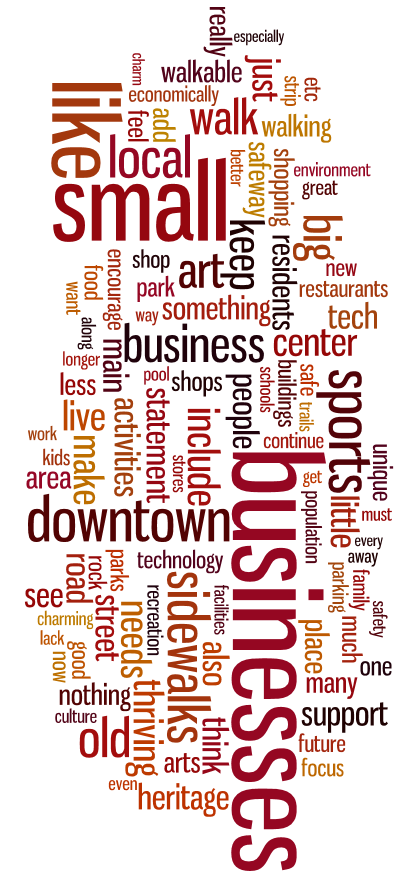 really
especially
charm
walkable
just
strip
etc
economically
like
feel
add
walk
walking
local
better
safeway
shopping
environment
great
small
keep
residents
big
encourage
shop
art
new
food
want
park
restaurants
way
something
tech
along
main
business
center
longer
less
pool
shops
people
schools
buildings
safe
trails
sports
live
activities
statement
include
continue
work
make
kids
stores
area
unique
businesses
get
little
must
downtown
population
every
away
technology
parks
rock
road
sidewalks
facilities
parking
family
see
recreation
safety
charming
street
needs
place
much
lack
now
good
also
one
nothing
many
culture
thriving
support
old
think
arts
future
focus
even
heritage